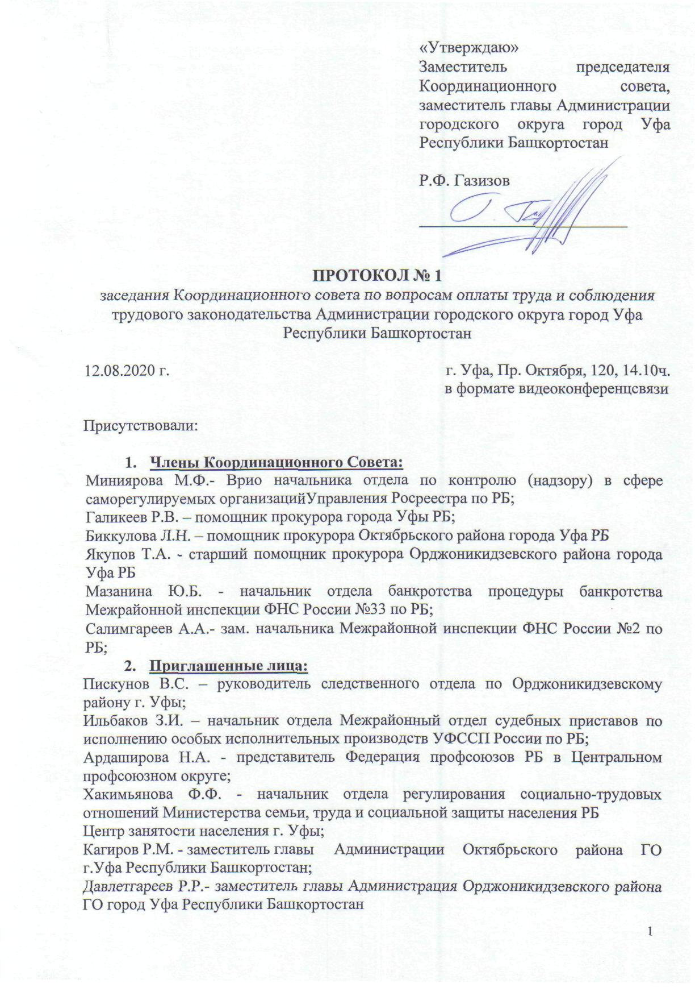 «Утверждаю»
Заместитель председателя
Координационного совета,
заместитель главы Администрации
городского округа город Уфа
Республики Башкортостан
Р.Ф. Газизов
ПРОТОКОЛ № 1
заседания Координационного совета по вопросам оплаты труда и соблюдения
трудового законодательства Администрации городского округа город Уфа
Республики Башкортостан
12.08.2020 г. г. Уфа, Пр. Октября, 120, 14.10ч.
в формате видеоконференцсвязи
Присутствовали:
1. Члены Координационного Совета:
Миниярова М.Ф.- Врио начальника отдела по контролю (надзору) в сфере
саморегулируемых организацийУправления Росреестра по РБ;
Галикеев Р.В. – помощник прокурора города Уфы РБ;
Биккулова Л.Н. – помощник прокурора Октябрьского района города Уфа РБ
Якупов Т.А. - старший помощник прокурора Орджоникидзевского района города
Уфа РБ
Мазанина Ю.Б. - начальник отдела банкротства процедуры банкротства
Межрайонной инспекции ФНС России №33 по РБ;
Салимгареев А.А.- зам. начальника Межрайонной инспекции ФНС России №2 по
РБ;
2. Приглашенные лица:
Пискунов В.С. – руководитель следственного отдела по Орджоникидзевскому
району г. Уфы;
Ильбаков З.И. – начальник отдела Межрайонный отдел судебных приставов по
исполнению особых исполнительных производств УФССП России по РБ;
Ардаширова Н.А. - представитель Федерация профсоюзов РБ в Центральном
профсоюзном округе;
Хакимьянова Ф.Ф. - начальник отдела регулирования социально-трудовых
отношений Министерства семьи, труда и социальной защиты населения РБ
Центр занятости населения г. Уфы;
Кагиров Р.М. - заместитель главы Администрации Октябрьского района ГО
г.Уфа Республики Башкортостан;
Давлетгареев Р.Р.- заместитель главы Администрация Орджоникидзевского района
ГО город Уфа Республики Башкортостан
1